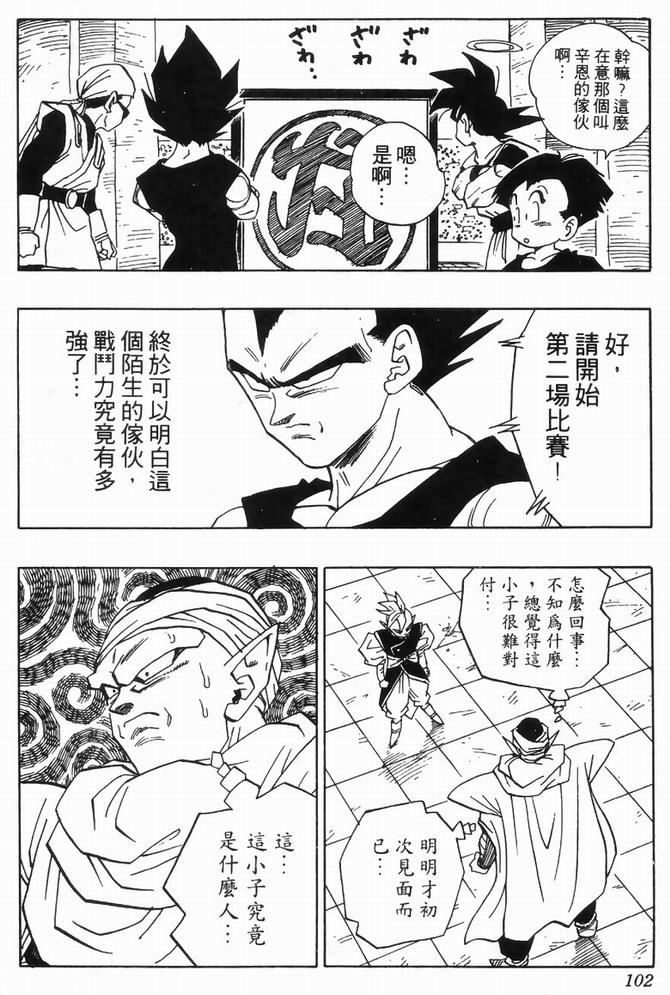 幹嘛？這麼
在意那個叫
辛恩的傢伙
啊…
ざわ
ざわ
ざわ
嗯…
是啊…
好，
請開始
第二場比賽！
終於可以明白這
個陌生的傢伙，
戰鬥力究竟有多
強了…
怎麼回事…
不知為什麼
，總覺得這
小子很難對
付…
明明才初
次見面而
已…
這…
這小子究竟
是什麼人…
102